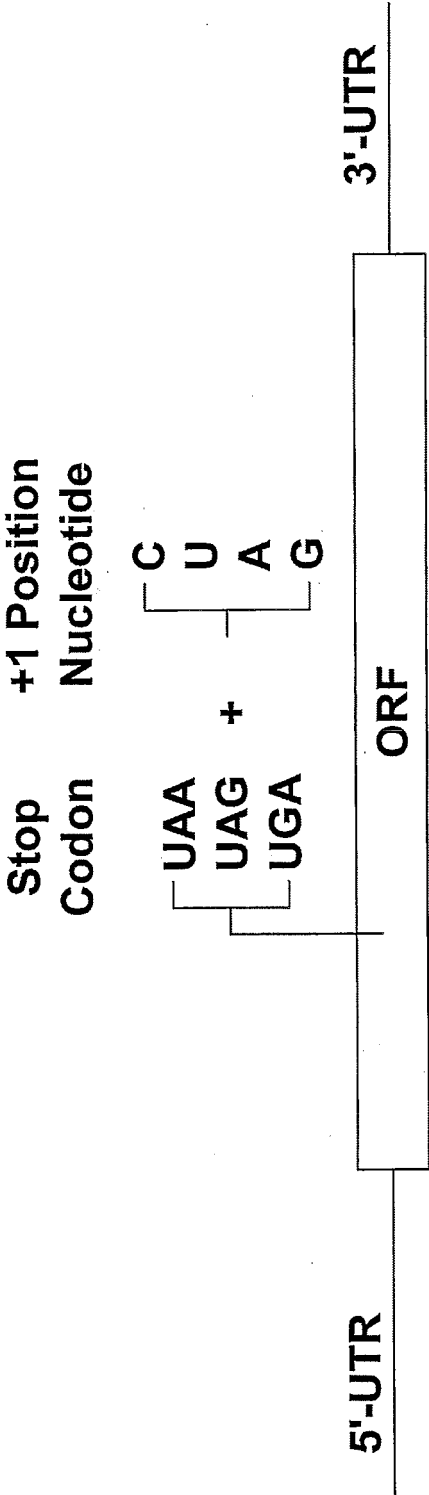 Stop
Codon
+1 Position
Nucleotide
UAA
UAG
UGA
+
C
U
A
G
5'-UTR
ORF
3'-UTR